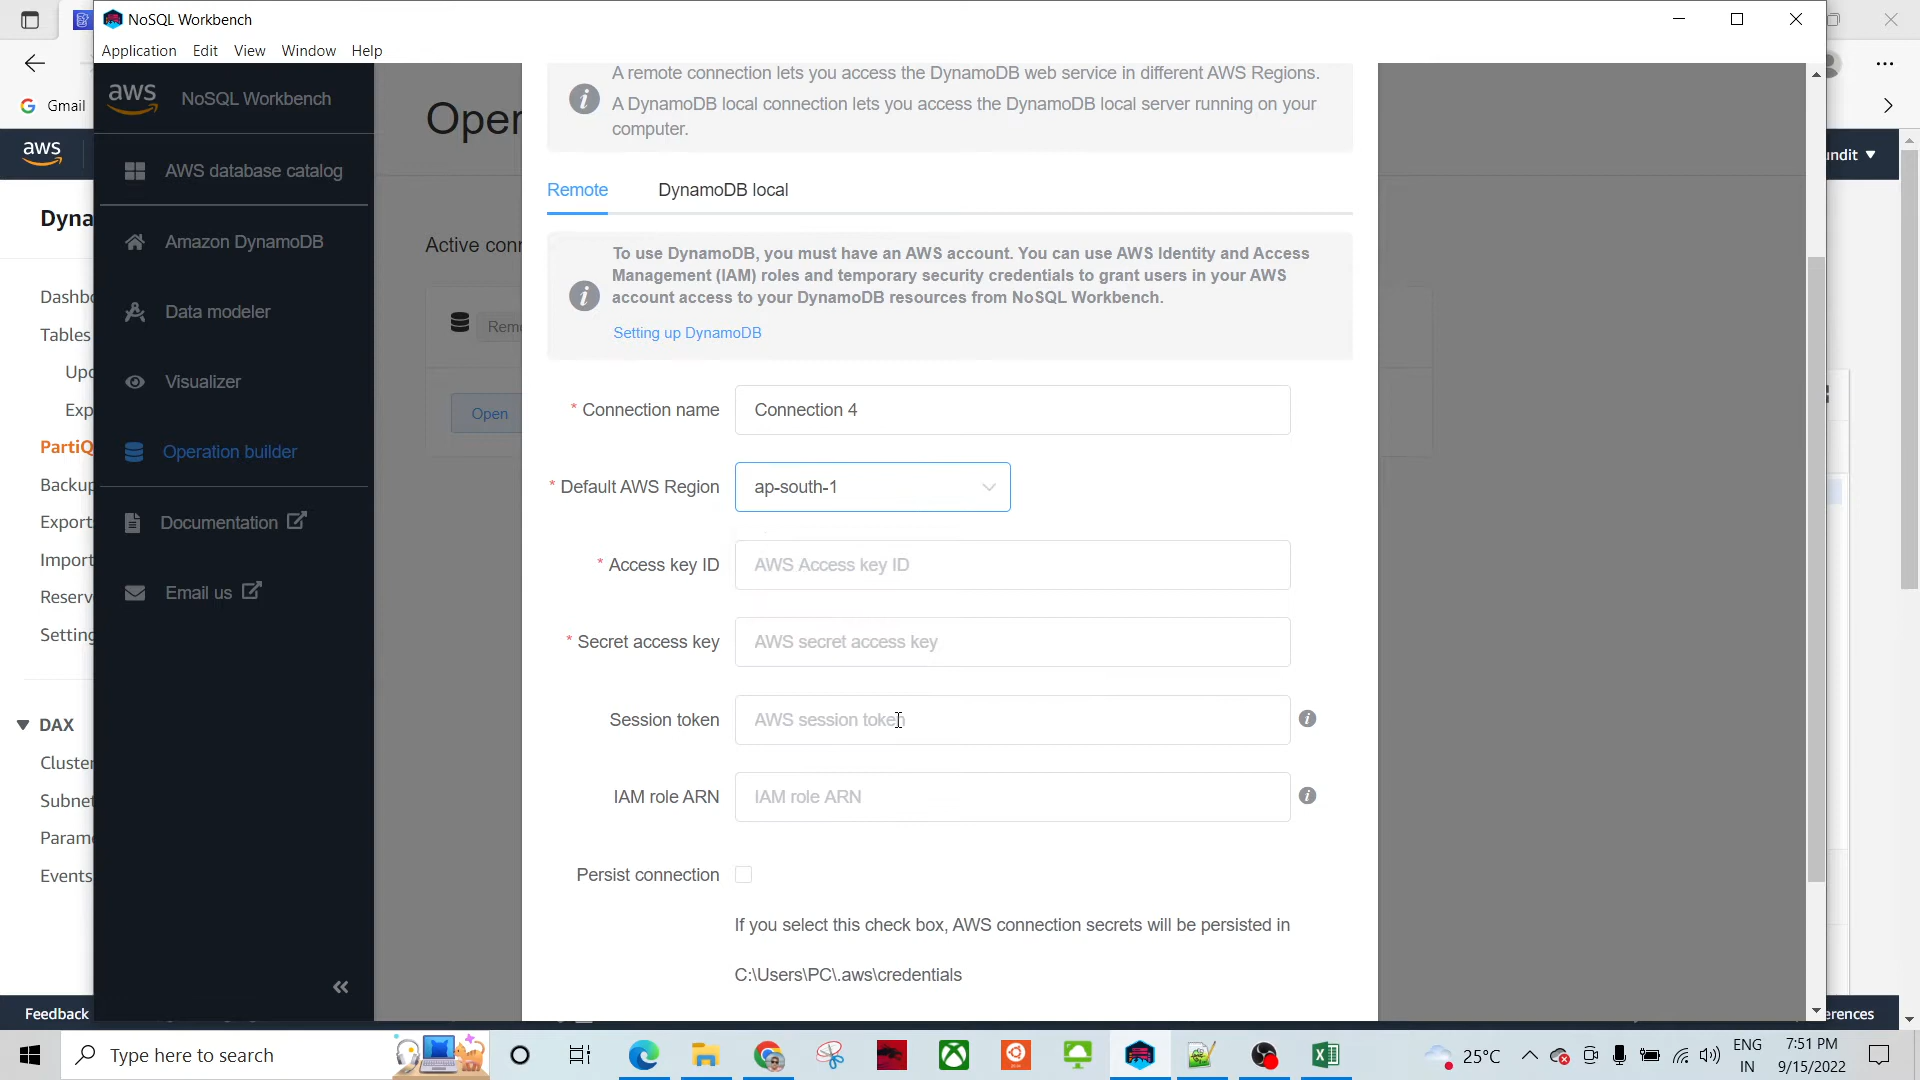 NoSQL Workbench
Application Edit View Window Help
Gmail
aws
NoSQL Workbench
AWS database catalog
Amazon DynamoDB
Data modeler
Visualizer
Operation builder
Documentation
Email us
aws
Dyna
Dashb
Tables
Upd
Exp
PartiQ
Backup
Export
Import
Reserv
Setting
DAX
Cluster
Subnet
Param
Events
Feedback
Oper
Active conn
Rem
Open
A remote connection lets you access the DynamoDB web service in different AWS Regions.
A DynamoDB local connection lets you access the DynamoDB local server running on your
computer.
Remote DynamoDB local
To use DynamoDB, you must have an AWS account. You can use AWS Identity and Access
Management (IAM) roles and temporary security credentials to grant users in your AWS
account access to your DynamoDB resources from NoSQL Workbench.
Setting up DynamoDB
* Connection name Connection 4
* Default AWS Region ap-south-1
* Access key ID AWS Access key ID
* Secret access key AWS secret access key
Session token AWS session token
IAM role ARN IAM role ARN
Persist connection
If you select this check box, AWS connection secrets will be persisted in
C:\Users\PC\.aws\credentials
undit
erences
Type here to search
25°C
ENG
IN
7:51 PM
9/15/2022